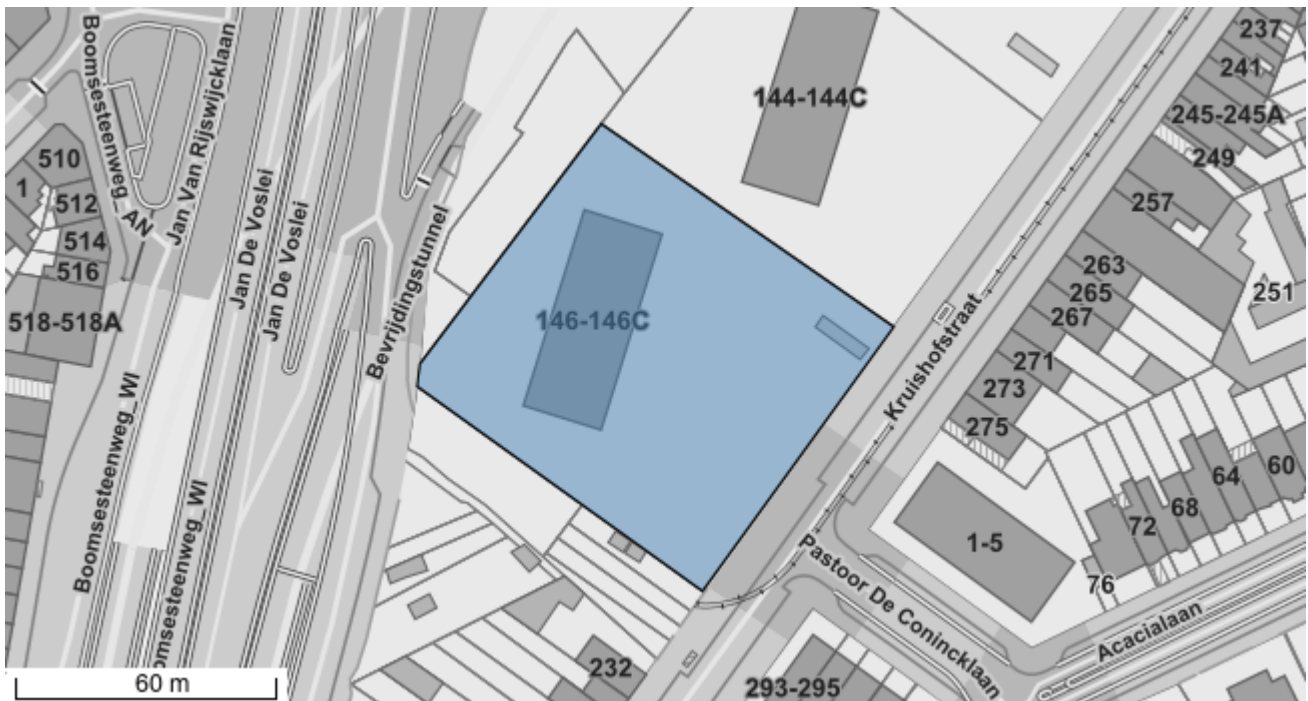 Boomsesteenweg_AN
Jan Van Rijswijcklaan
510
1
512
514
516
518-518A
Jan De Voslei
Jan De Voslei
Bevrijdingstunnel
Boomsesteenweg_WI
omsesteenweg_WI
144-144C
146-146C
Kruishofstraat
237
241
245-245A
249
257
251
263
265
267
271
273
275
60
64
68
72
76
1-5
Pastoor De Conincklaan
Acacialaan
232
293-295
60 m